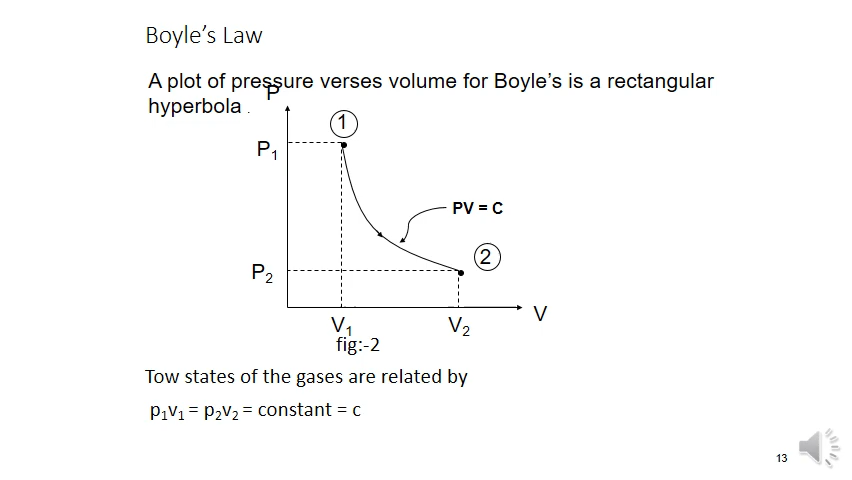 Boyle’s Law
A plot of pressure verses volume for Boyle’s is a rectangular
hyperbola .
P
1
P₁
PV = C
2
P₂
V
V₁
V₂
fig:-2
Tow states of the gases are related by
p₁v₁ = p₂v₂ = constant = c
13